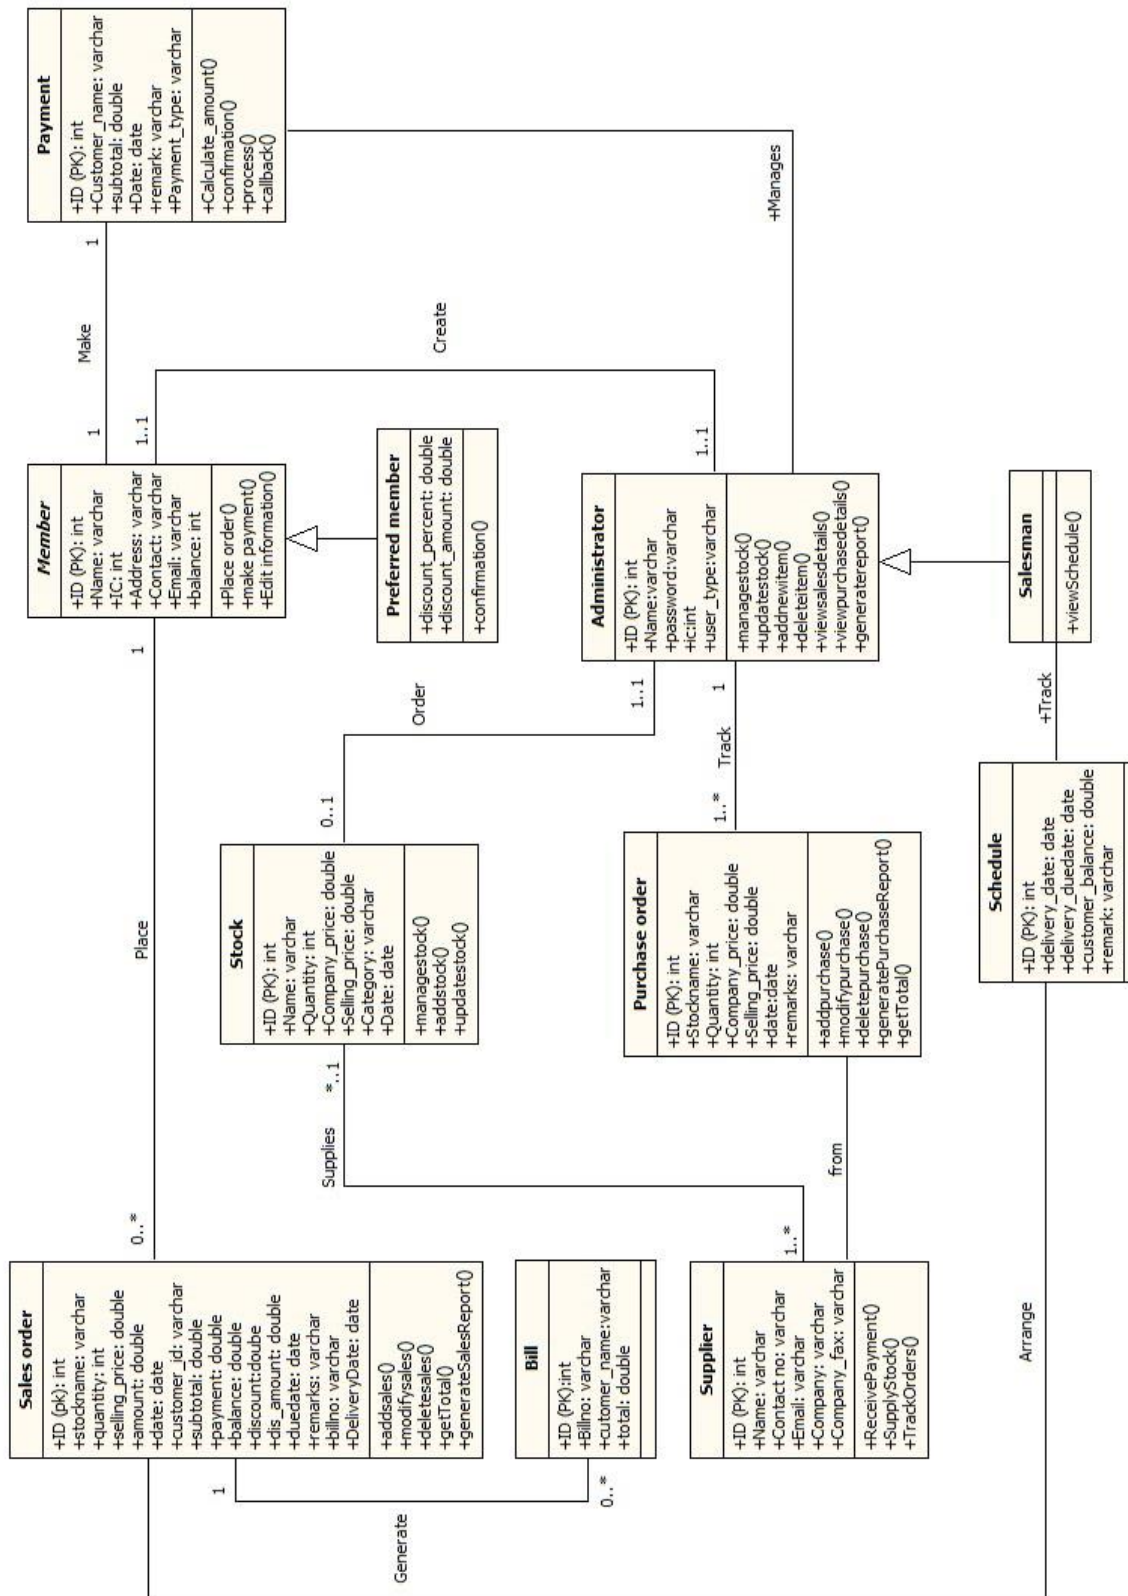 Sales order
+ID (pk): int
+stockname: varchar
+quantity: int
+selling_price: double
+amount: double
+date: date
+customer_id: varchar
+subtotal: double
+payment: double
+balance: double
+discount:doube
+dis_amount: double
+duedate: date
+remarks: varchar
+billno: varchar
+DeliveryDate: date
+addsales()
+modifysales()
+deletesales()
+getTotal()
+generateSalesReport()
0..*
Place
1
Member
+ID (PK): int
+Name: varchar
+IC: int
+Address: varchar
+Contact: varchar
+Email: varchar
+balance: int
+Place order()
+make payment()
+Edit information()
1
Make
1
Payment
+ID (PK): int
+Customer_name: varchar
+subtotal: double
+Date: date
+remark: varchar
+Payment_type: varchar
+Calculate_amount()
+confirmation()
+process()
+callback()
1..1
Create
1..1
Preferred member
+discount_percent: double
+discount_amount: double
+confirmation()
Stock
+ID (PK): int
+Name: varchar
+Quantity: int
+Company_price: double
+Selling_price: double
+Category: varchar
+Date: date
+managestock()
+addstock()
+updatestock()
0..1
Order
1..1
*..1
Supplies
1..*
1
Generate
0..*
Bill
+ID (PK):int
+Billno: varchar
+cutomer_name:varchar
+total: double
Administrator
+ID (PK): int
+Name:varchar
+password:varchar
+ic:int
+user_type:varchar
+managestock()
+updatestock()
+addnewitem()
+deleteitem()
+viewsalesdetails()
+viewpurchasedetails()
+generatereport()
+Manages
1
Track
1..*
Purchase order
+ID (PK): int
+Stockname: varchar
+Quantity: int
+Company_price: double
+Selling_price: double
+date:date
+remarks: varchar
+addpurchase()
+modifypurchase()
+deletepurchase()
+generatePurchaseReport()
+getTotal()
from
Supplier
+ID (PK): int
+Name: varchar
+Contact no: varchar
+Email: varchar
+Company: varchar
+Company_fax: varchar
+ReceivePayment()
+SupplyStock()
+TrackOrders()
Arrange
Schedule
+ID (PK): int
+delivery_date: date
+delivery_duedate: date
+customer_balance: double
+remark: varchar
+Track
Salesman
+viewSchedule()